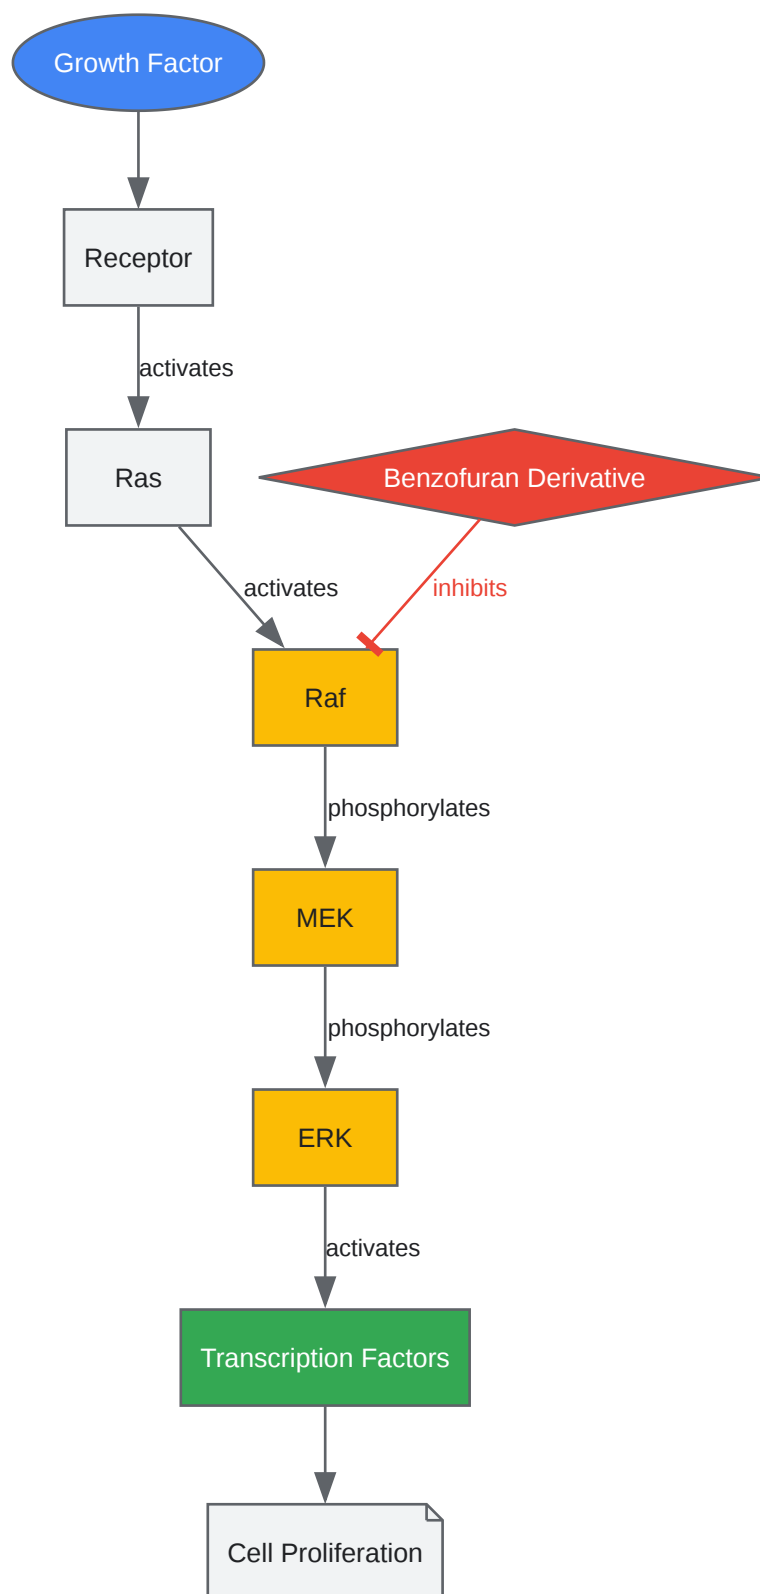 Growth Factor
Receptor
activates
Ras
Benzofuran Derivative
activates
inhibits
Raf
phosphorylates
MEK
phosphorylates
ERK
activates
Transcription Factors
Cell Proliferation